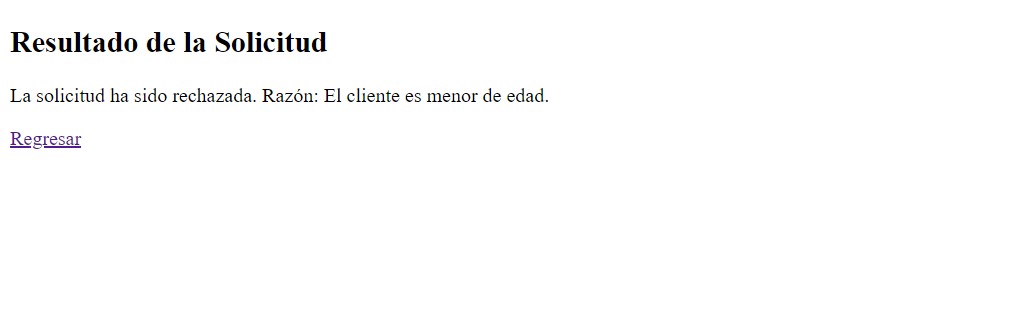 Resultado de la Solicitud
La solicitud ha sido rechazada. Razón: El cliente es menor de edad.
Regresar